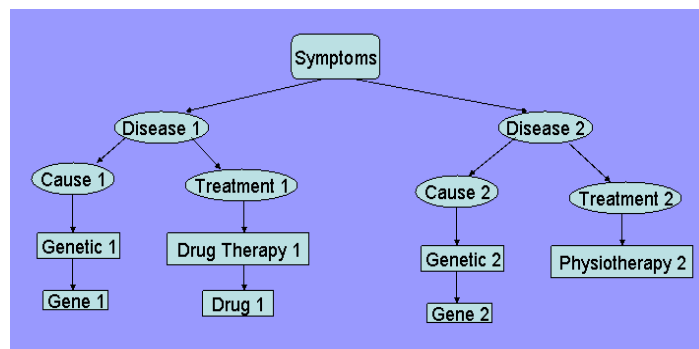 Symptoms
Disease 1
Disease 2
Cause 1
Treatment 1
Cause 2
Treatment 2
Genetic 1
Drug Therapy 1
Genetic 2
Physiotherapy 2
Gene 1
Drug 1
Gene 2